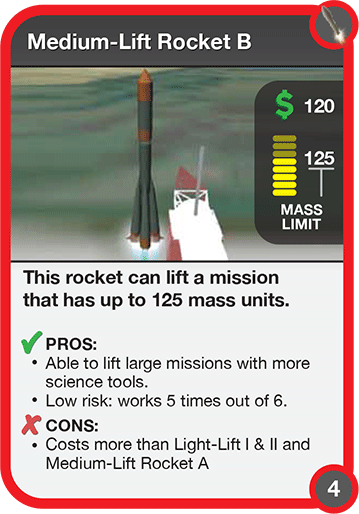 Medium-Lift Rocket B
$ 120
125
MASS
LIMIT
This rocket can lift a mission
that has up to 125 mass units.
PROS:
• Able to lift large missions with more
science tools.
• Low risk: works 5 times out of 6.
CONS:
• Costs more than Light-Lift I & II and
Medium-Lift Rocket A
4